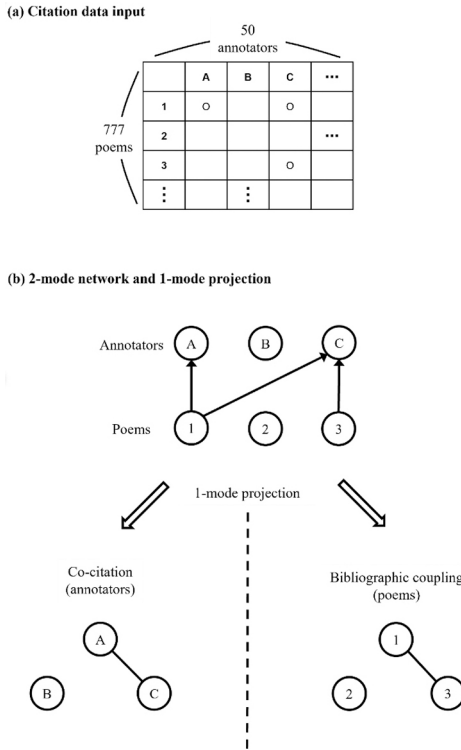 (a) Citation data input
50
annotators
A B C ...
1 O O
777
poems
2 ...
3 O
⋮ ⋮
(b) 2-mode network and 1-mode projection
Annotators A B C
Poems 1 2 3
1-mode projection
Co-citation
(annotators)
Bibliographic coupling
(poems)
A
B C
1
2 3